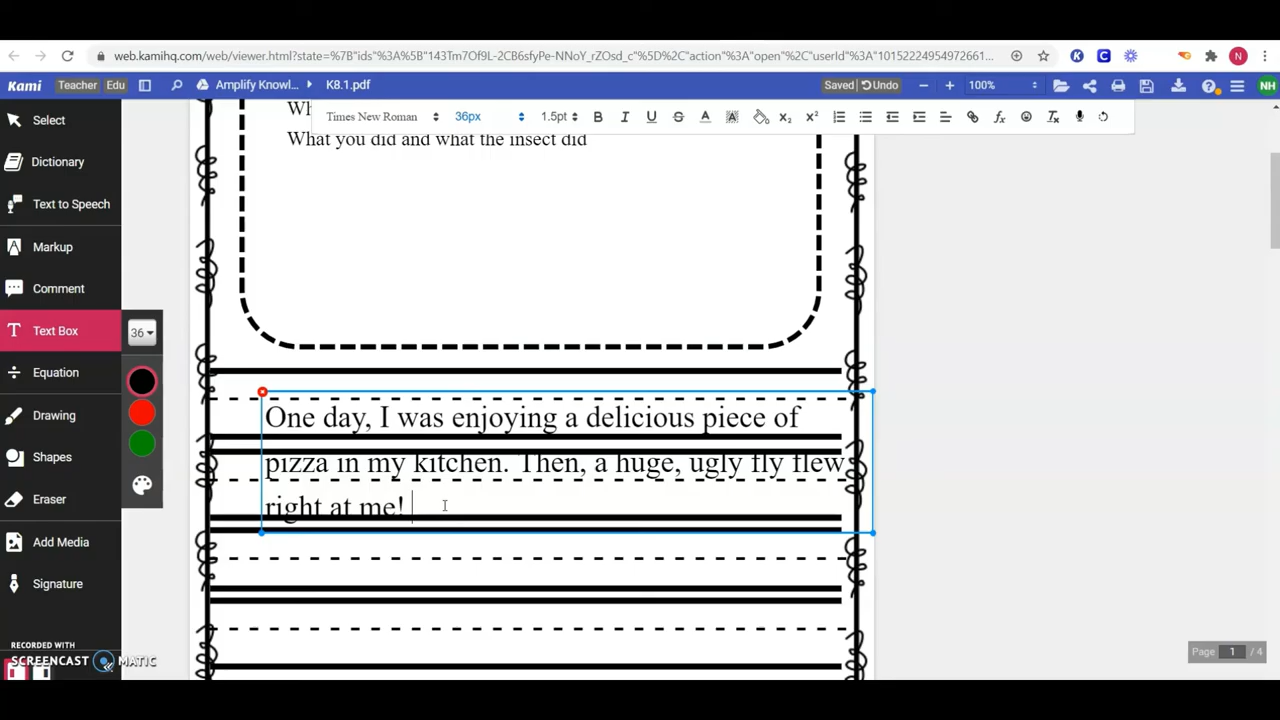 web.kamihq.com/web/viewer.html?state=%7B"ids"%3A%5B"143Tm7Of9L-2CB6sfyPe-NNoY_rZOsd_c"%5D%2C"action"%3A"open"%2C"userId"%3A"10152224954972661...
N
Kami Teacher Edu Amplify Knowl... K8.1.pdf Saved Undo 100% NH
Times New Roman 36px 1.5pt B I U S A A X₂ X² fx
Select
Dictionary
Text to Speech
Markup
Comment
T Text Box
Equation
Drawing
Shapes
Eraser
Add Media
Signature
36
Wh
What you did and what the insect did
One day, I was enjoying a delicious piece of
pizza in my kitchen. Then, a huge, ugly fly flew
right at me!
Page 1 / 4
RECORDED WITH
SCREENCAST MATIC